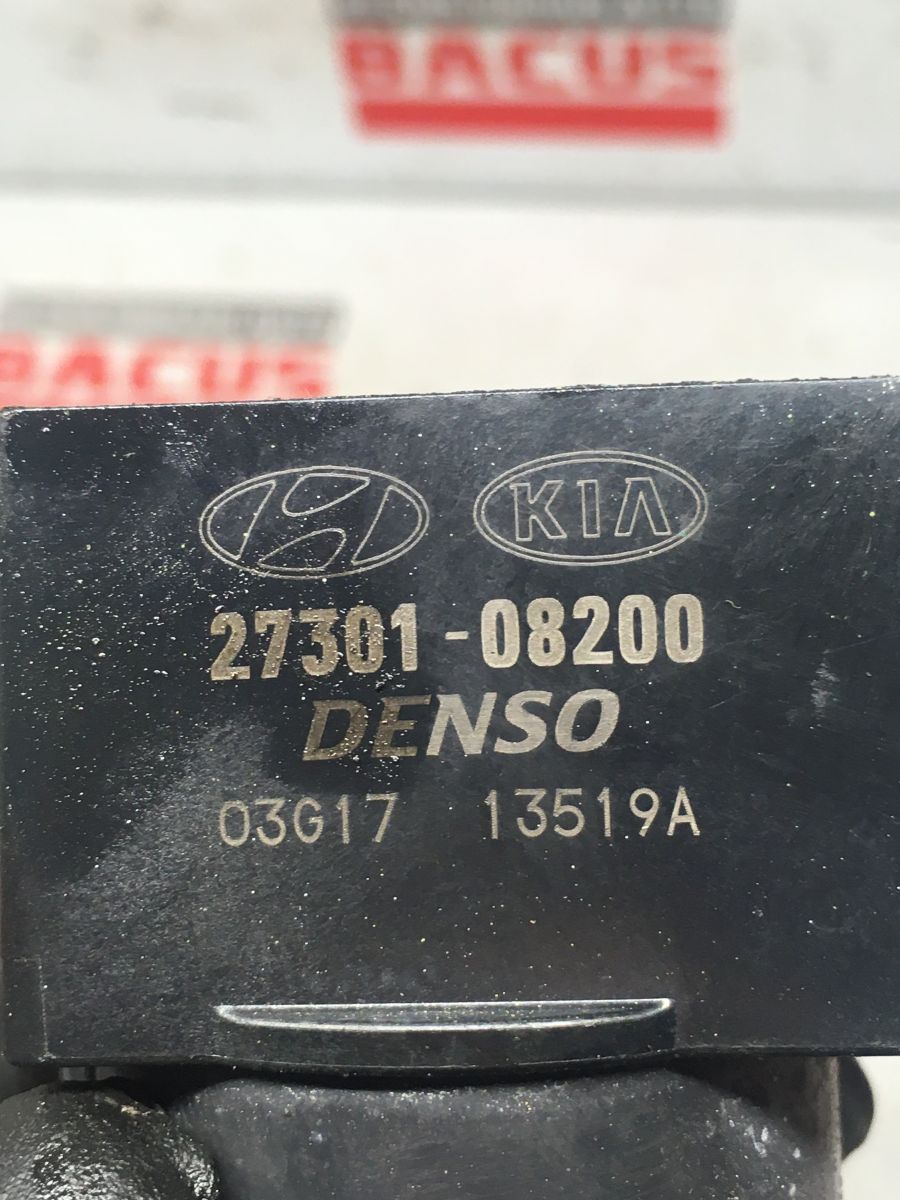 BACUS
BACUS
KIA
27301-08200
DENSO
03G17 13519A